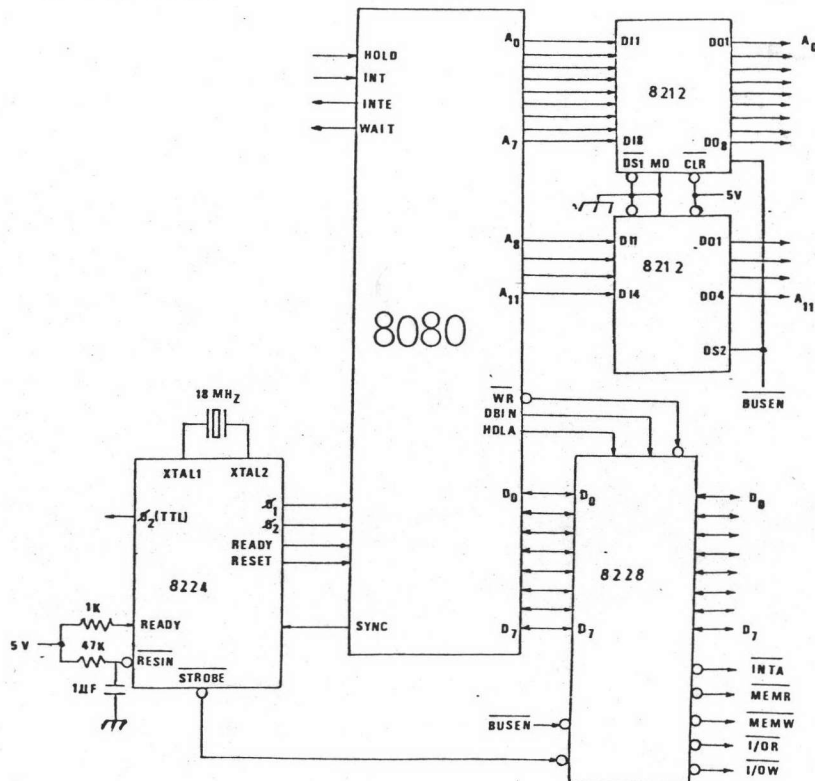 HOLD
INT
INTE
WAIT
A0
A7
A8
A11
8080
DI1
DO1
A0
8212
DI8
DO8
DS1 MD CLR
5V
DI1
DO1
8212
DI4
DO4
A11
DS2
BUSEN
18 MHZ
XTAL1 XTAL2
ø2(TTL)
ø1
ø2
READY
RESET
8224
1K
READY
5 V
47K
RESIN
1µF
STROBE
SYNC
WR
DBIN
HDLA
D0
D0
D0
8228
D7
D7
D7
INTA
MEMR
MEMW
BUSEN
I/OR
I/OW